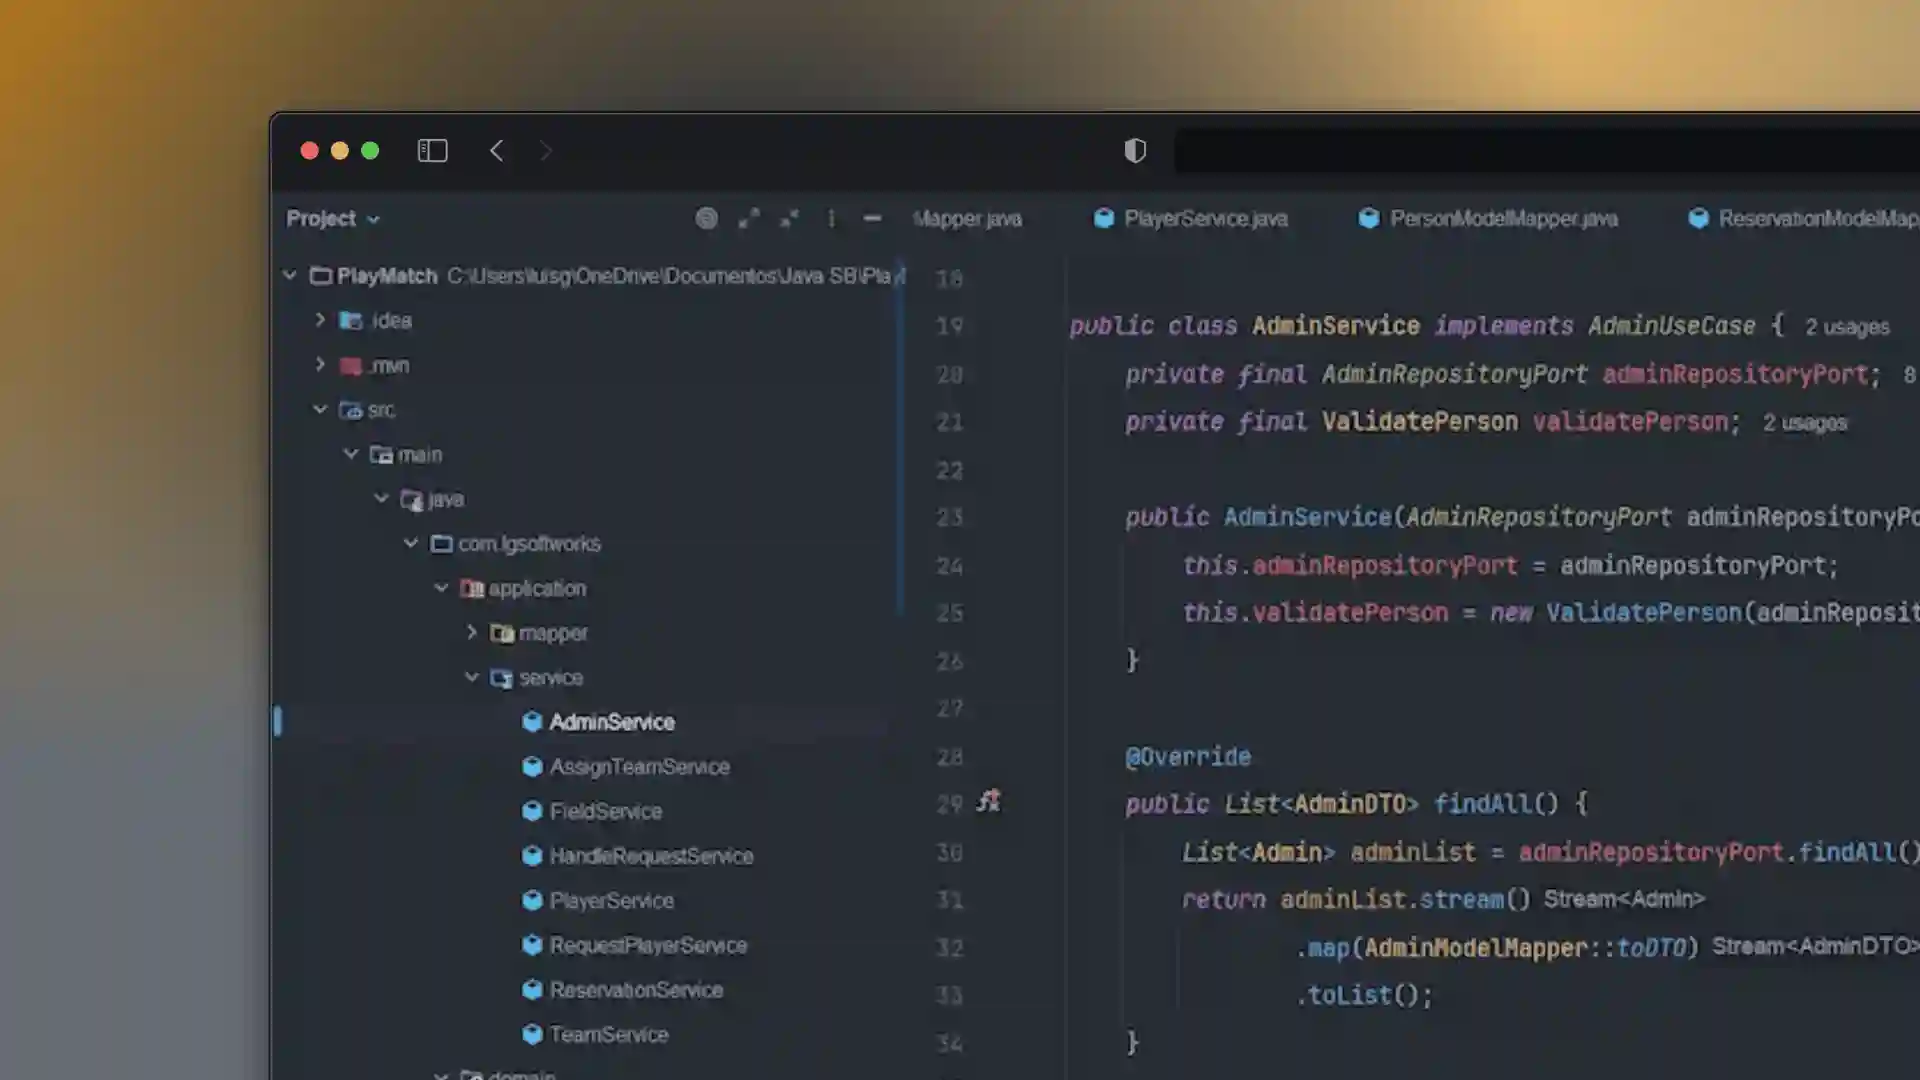 Project
Mapper.java PlayerService.java PersonModelMapper.java ReservationModelMap
PlayMatch C:\Users\luisg\OneDrive\Documentos\Java SB\Play
.idea
.mvn
src
main
java
com.lgsoftworks
application
mapper
service
AdminService
AssignTeamService
FieldService
HandleRequestService
PlayerService
RequestPlayerService
ReservationService
TeamService
domain
18
19 public class AdminService implements AdminUseCase { 2 usages
20 private final AdminRepositoryPort adminRepositoryPort; 8
21 private final ValidatePerson validatePerson; 2 usages
22
23 public AdminService(AdminRepositoryPort adminRepositoryPo
24 this.adminRepositoryPort = adminRepositoryPort;
25 this.validatePerson = new ValidatePerson(adminReposit
26 }
27
28 @Override
29 public List<AdminDTO> findAll() {
30 List<Admin> adminList = adminRepositoryPort.findAll()
31 return adminList.stream() Stream<Admin>
32 .map(AdminModelMapper::toDTO) Stream<AdminDTO>
33 .toList();
34 }